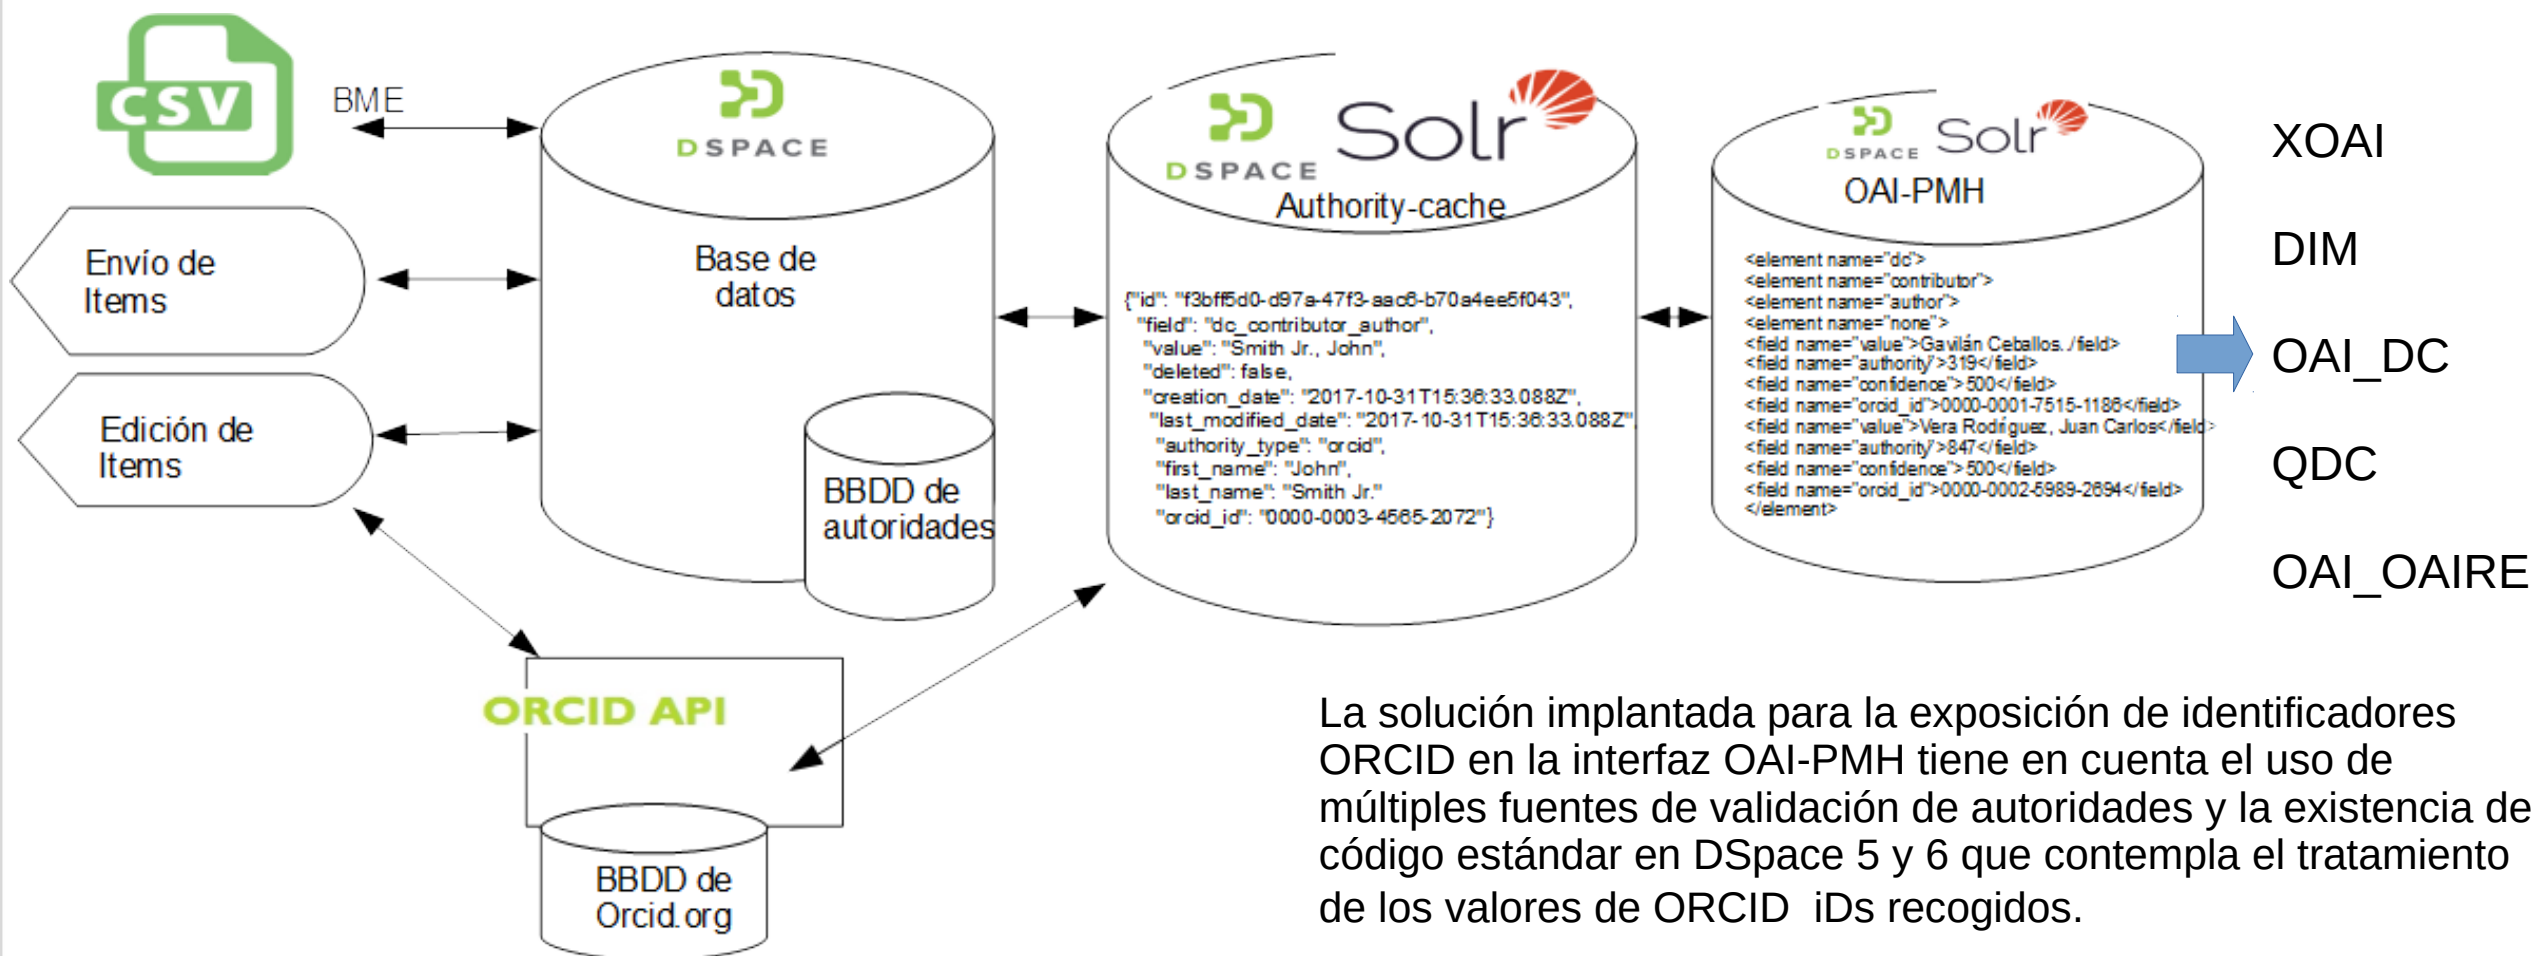 CSV
BME
DSPACE
Base de
datos
BBDD de
autoridades
Envío de
Items
Edición de
Items
ORCID API
BBDD de
Orcid.org
DSPACE
Solr
Authority-cache
{"id": "f3bff5d0-d97a-47f3-aac6-b70a4ee5f043",
"field": "dc_contributor_author",
"value": "Smith Jr., John",
"deleted": false,
"creation_date": "2017-10-31T15:36:33.088Z",
"last_modified_date": "2017-10-31T15:36:33.088Z",
"authority_type": "orcid",
"first_name": "John",
"last_name": "Smith Jr."
"orcid_id": "0000-0003-4565-2072"}
DSPACE
Solr
OAI-PMH
<element name="dc">
<element name="contributor">
<element name="author">
<element name="none">
<field name="value">Gavilán Ceballos../field>
<field name="authority">319</field>
<field name="confidence">500</field>
<field name="orcid_id">0000-0001-7515-1186</field>
<field name="value">Vera Rodríguez, Juan Carlos</field>
<field name="authority">847</field>
<field name="confidence">500</field>
<field name="orcid_id">0000-0002-5989-2694</field>
</element>
XOAI
DIM
OAI_DC
QDC
OAI_OAIRE
La solución implantada para la exposición de identificadores
ORCID en la interfaz OAI-PMH tiene en cuenta el uso de
múltiples fuentes de validación de autoridades y la existencia de
código estándar en DSpace 5 y 6 que contempla el tratamiento
de los valores de ORCID  iDs recogidos.